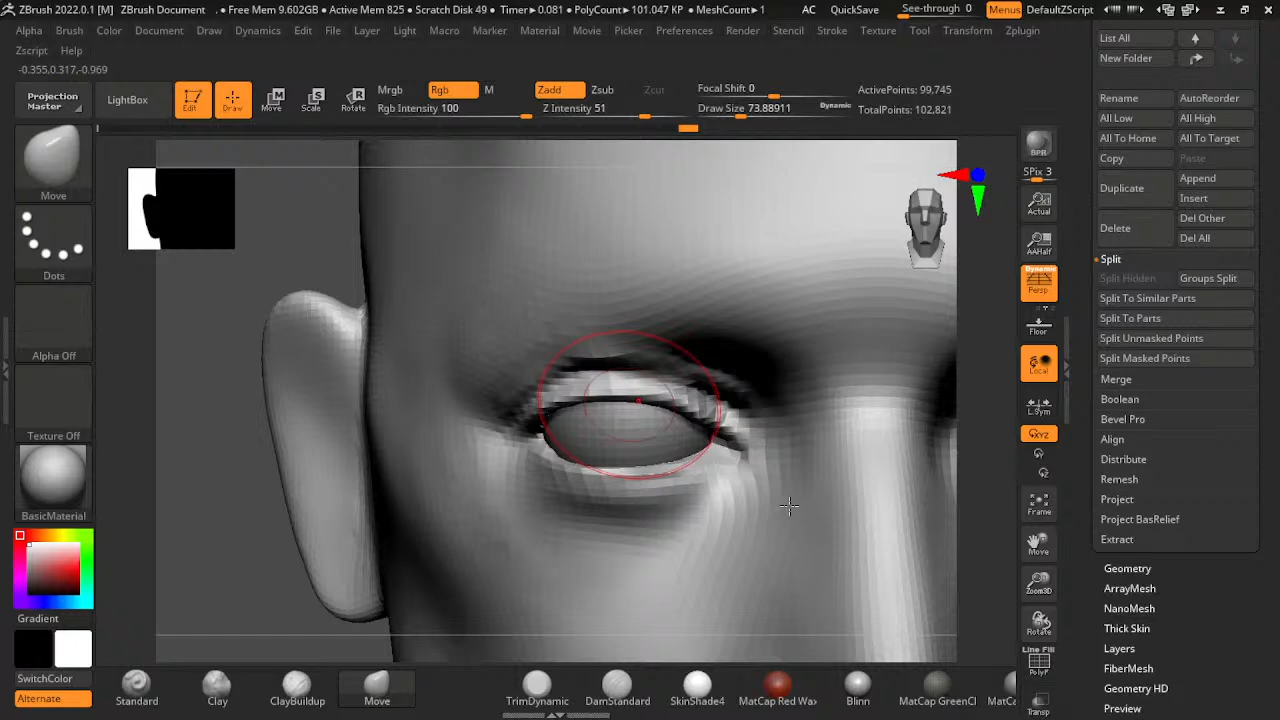 ZBrush 2022.0.1 [M] ZBrush Document . • Free Mem 9.602GB • Active Mem 825 • Scratch Disk 49 • Timer▸0.081 • PolyCount▸101.047 KP • MeshCount▸1 AC QuickSave See-through 0 Menus DefaultZScript
Alpha Brush Color Document Draw Dynamics Edit File Layer Light Macro Marker Material Movie Picker Preferences Render Stencil Stroke Texture Tool Transform Zplugin
Zscript Help
-0.355,0.317,-0.969
Projection Master
LightBox
Edit
Draw
Move
Scale
Rotate
Mrgb Rgb M
Rgb Intensity 100
Zadd Zsub Zcut
Z Intensity 51
Focal Shift 0
Draw Size 73.88911 Dynamic
ActivePoints: 99,745
TotalPoints: 102,821
Move
Dots
Alpha Off
Texture Off
BasicMaterial
Gradient
SwitchColor
Alternate
BPR
SPix 3
Actual
AAHalf
Dynamic
Persp
Floor
Local
L.Sym
XYZ
Frame
Move
Zoom3D
Rotate
Line Fill
PolyF
Transp
List All
New Folder
Rename AutoReorder
All Low All High
All To Home All To Target
Copy Paste
Duplicate Append
Insert
Delete Del Other
Del All
Split
Split Hidden Groups Split
Split To Similar Parts
Split To Parts
Split Unmasked Points
Split Masked Points
Merge
Boolean
Bevel Pro
Align
Distribute
Remesh
Project
Project BasRelief
Extract
Geometry
ArrayMesh
NanoMesh
Thick Skin
Layers
FiberMesh
Geometry HD
Preview
Standard Clay ClayBuildup Move TrimDynamic DamStandard SkinShade4 MatCap Red Wax Blinn MatCap GreenCl MatCa